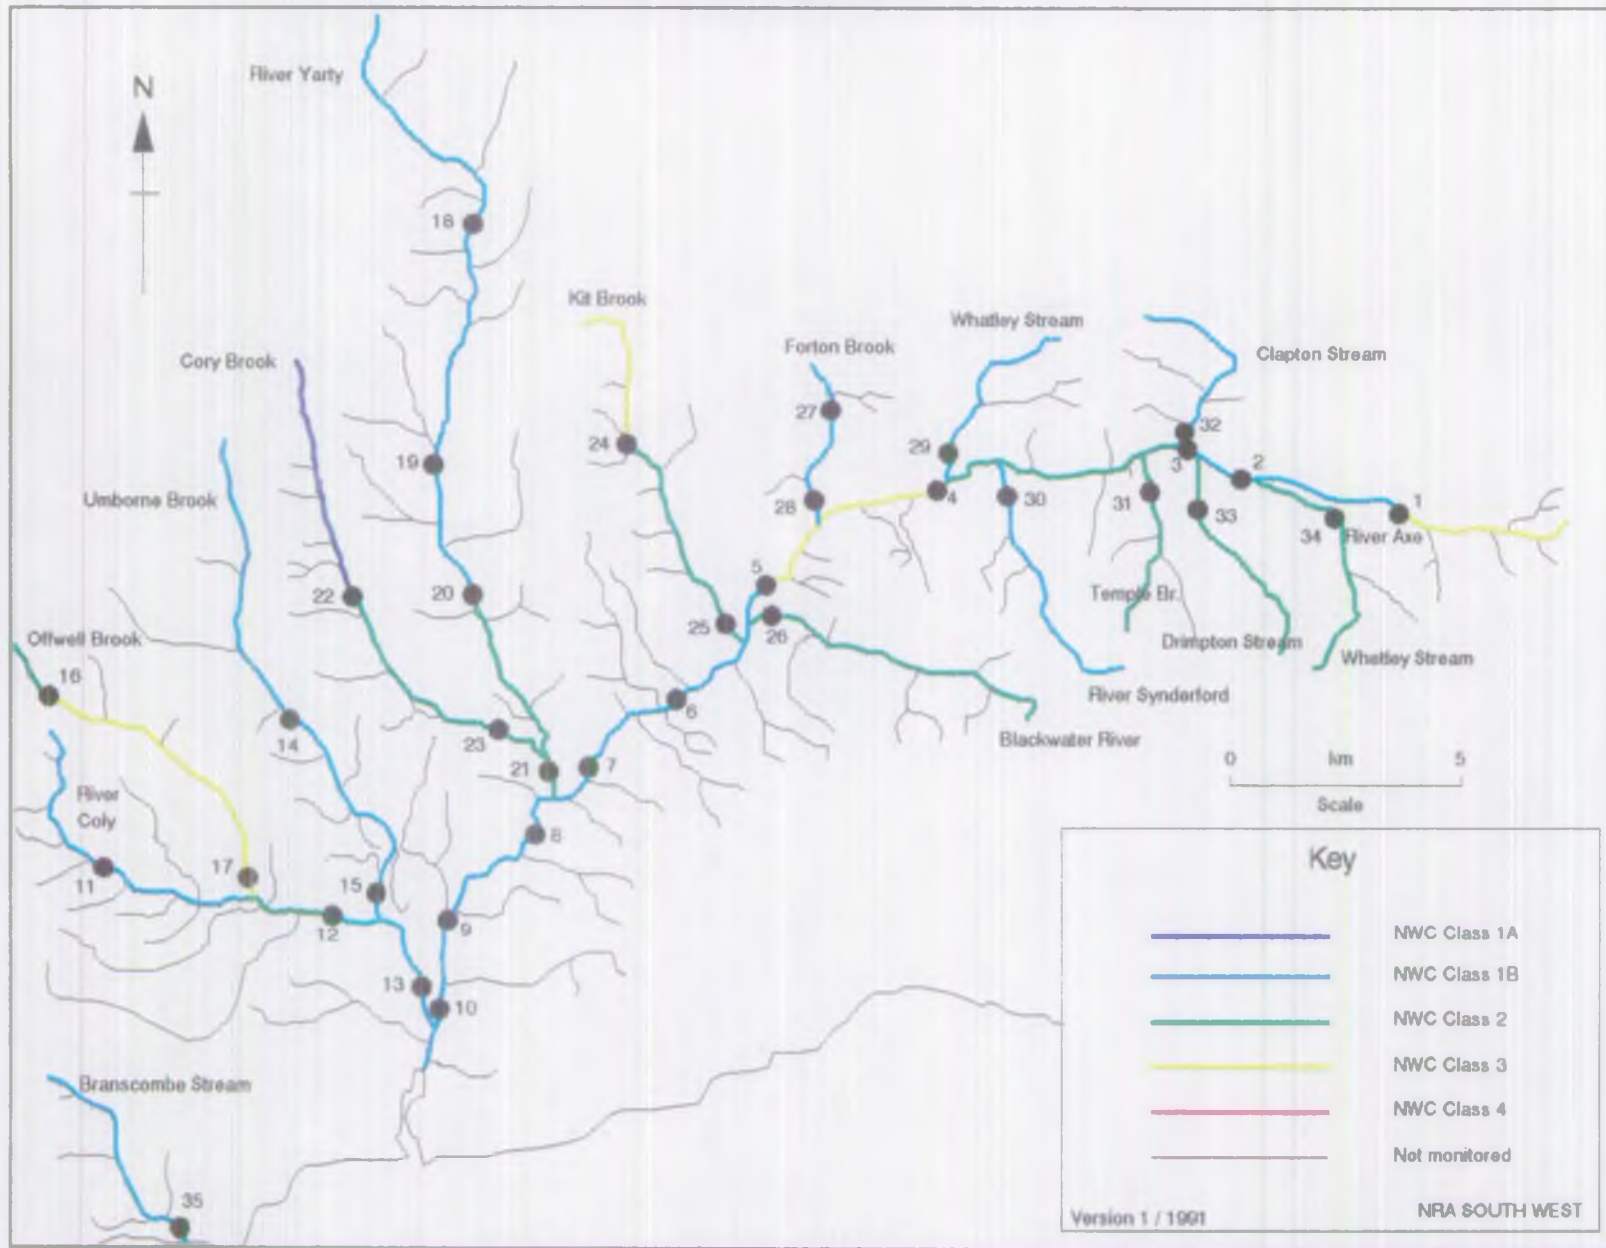 N
River Yarty
18
Kit Brook
Whatley Stream
Cory Brook
Forton Brook
Clapton Stream
27
32
24
29
3
2
19
Umborne Brook
28
4
30
31
33
1
34
River Axe
5
22
20
Temple Br.
25
26
Offwell Brook
Drimpton Stream
Whatley Stream
16
River Synderford
6
14
23
Blackwater River
21
7
0
km
5
Scale
River
Coly
8
Key
17
11
15
12
9
NWC Class 1A
NWC Class 1B
13
10
NWC Class 2
NWC Class 3
Branscombe Stream
NWC Class 4
Not monitored
35
Version 1 / 1991
NRA SOUTH WEST